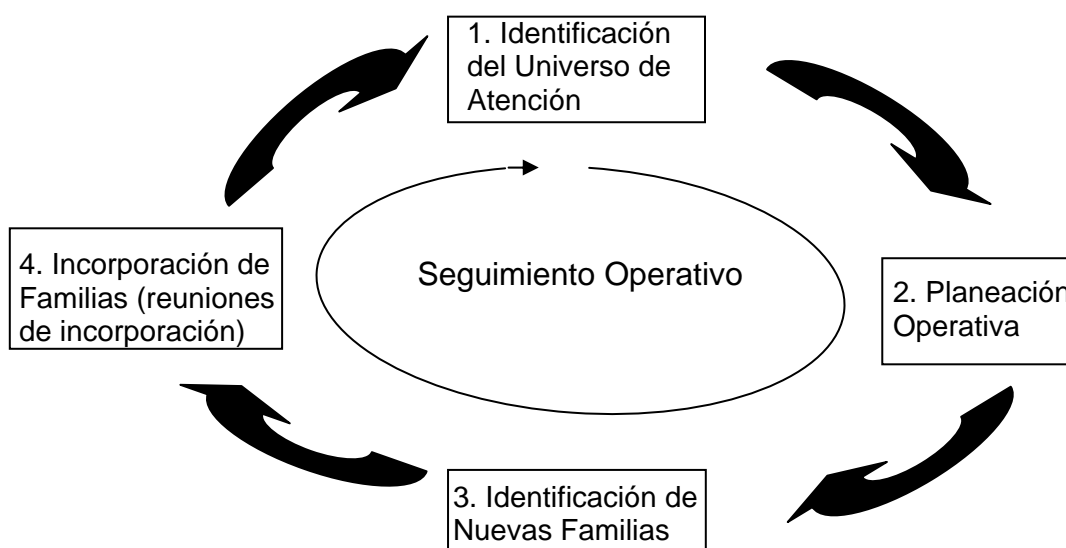 1. Identificación
del Universo de
Atención
Seguimiento Operativo
4. Incorporación de
Familias (reuniones
de incorporación)
2. Planeación
Operativa
3. Identificación de
Nuevas Familias